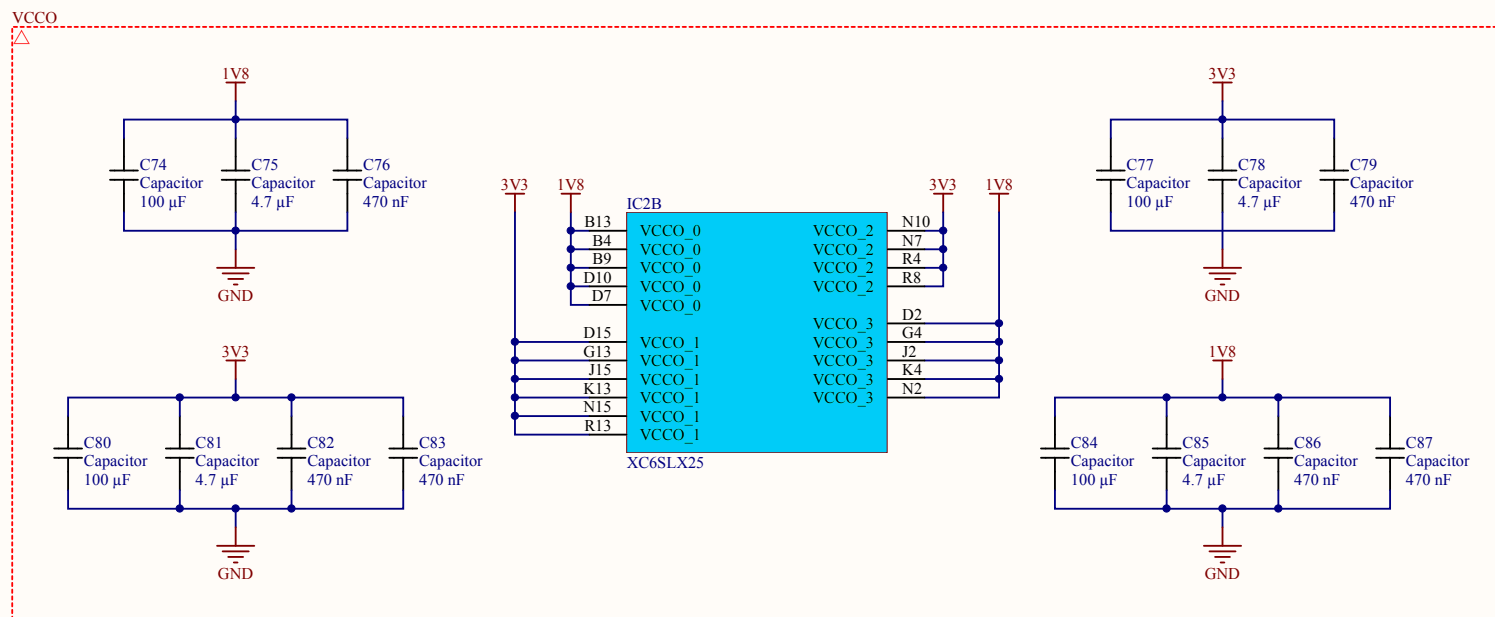 VCCO
1V8
C74
Capacitor
100 µF
C75
Capacitor
4.7 µF
C76
Capacitor
470 nF
GND
3V3
C77
Capacitor
100 µF
C78
Capacitor
4.7 µF
C79
Capacitor
470 nF
GND
3V3
1V8
3V3
1V8
IC2B
B13 VCCO_0
B4 VCCO_0
B9 VCCO_0
D10 VCCO_0
D7 VCCO_0
D15 VCCO_1
G13 VCCO_1
J15 VCCO_1
K13 VCCO_1
N15 VCCO_1
R13 VCCO_1
VCCO_2 N10
VCCO_2 N7
VCCO_2 R4
VCCO_2 R8
VCCO_3 D2
VCCO_3 G4
VCCO_3 J2
VCCO_3 K4
VCCO_3 N2
XC6SLX25
3V3
C80
Capacitor
100 µF
C81
Capacitor
4.7 µF
C82
Capacitor
470 nF
C83
Capacitor
470 nF
GND
1V8
C84
Capacitor
100 µF
C85
Capacitor
4.7 µF
C86
Capacitor
470 nF
C87
Capacitor
470 nF
GND